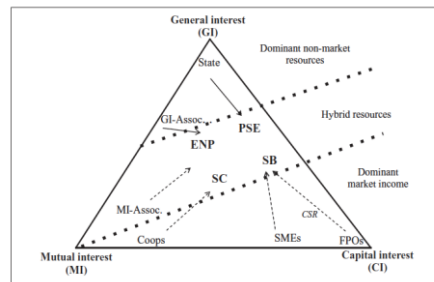 General interest
(GI)
State
Dominant non-market
resources
GI-Assoc.
PSE
ENP
Hybrid resources
SB
SC
Dominant
market income
MI-Assoc.
CSR
Coops
SMEs
FPOs
Mutual interest
(MI)
Capital interest
(CI)